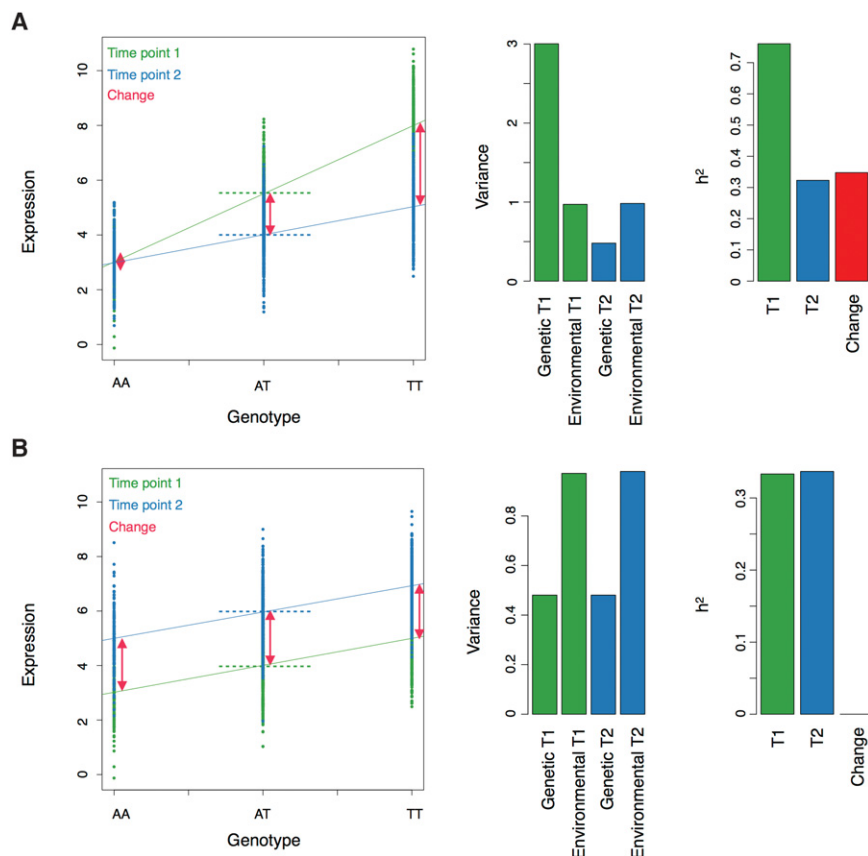 A
Time point 1
Time point 2
Change
Expression
0
2
4
6
8
10
AA
AT
TT
Genotype
Variance
0
1
2
3
Genetic T1
Environmental T1
Genetic T2
Environmental T2
h²
0
0.1
0.2
0.3
0.4
0.5
0.6
0.7
T1
T2
Change
B
Time point 1
Time point 2
Change
Expression
0
2
4
6
8
10
AA
AT
TT
Genotype
Variance
0
0.2
0.4
0.6
0.8
Genetic T1
Environmental T1
Genetic T2
Environmental T2
h²
0
0.1
0.2
0.3
T1
T2
Change